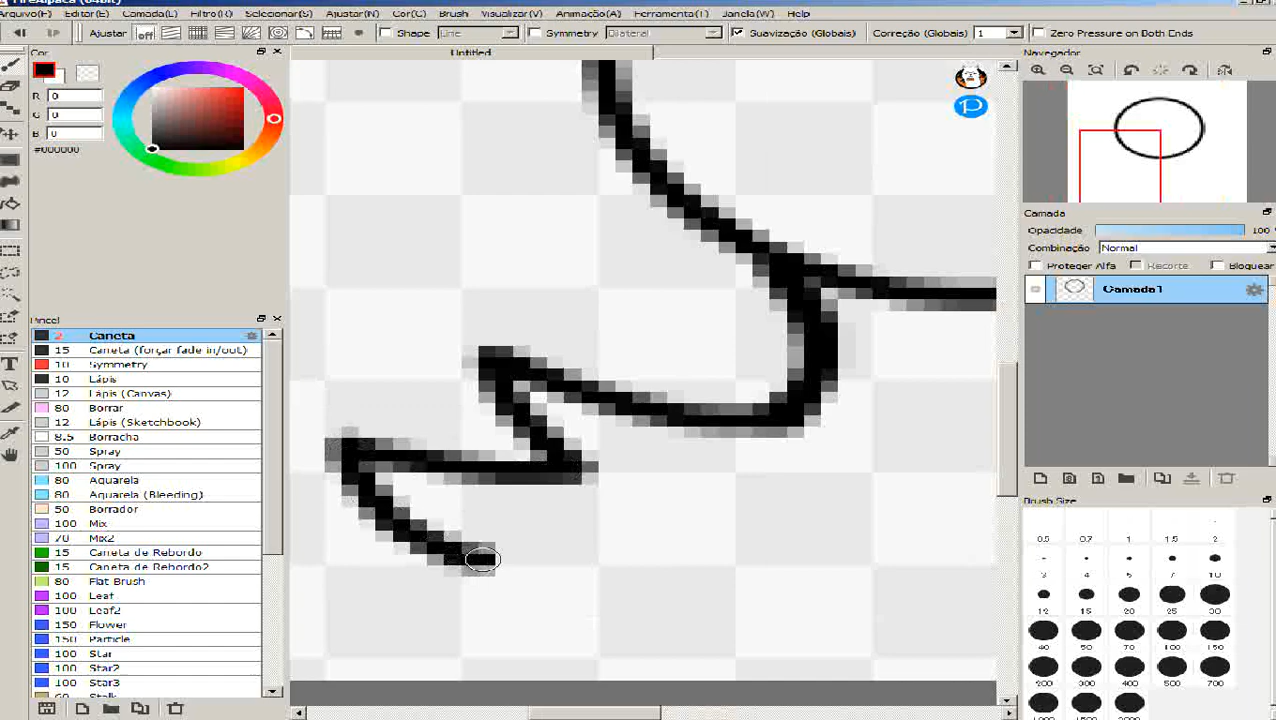 FireAlpaca (64bit)
Arquivo(F) Editar(E) Camada(L) Filtro(R) Selecionar(S) Ajustar(N) Cor(C) Brush Visualizar(V) Animação(A) Ferramenta(T) Janela(W) Help
Ajustar off Shape Line Symmetry Bilateral Suavização (Globais) Correção (Globais) 1 Zero Pressure on Both Ends
Cor
Untitled
Navegador
R 0
G 0
B 0
#000000
Camada
Opacidade 100
Combinação Normal
Proteger Alfa Recorte Bloquear
Camada1
Pincel
Caneta
15 Caneta (forçar fade in/out)
10 Symmetry
10 Lápis
12 Lápis (Canvas)
80 Borrar
12 Lápis (Sketchbook)
8.5 Borracha
50 Spray
100 Spray
80 Aquarela
80 Aquarela (Bleeding)
50 Borrador
100 Mix
70 Mix2
15 Caneta de Rebordo
15 Caneta de Rebordo2
80 Flat Brush
100 Leaf
100 Leaf2
150 Flower
150 Particle
100 Star
100 Star2
100 Star3
Brush Size
0.5 0.7 1 1.5 2
3 4 5 7 10
12 15 20 25 30
40 50 70 100 150
200 300 400 500 700